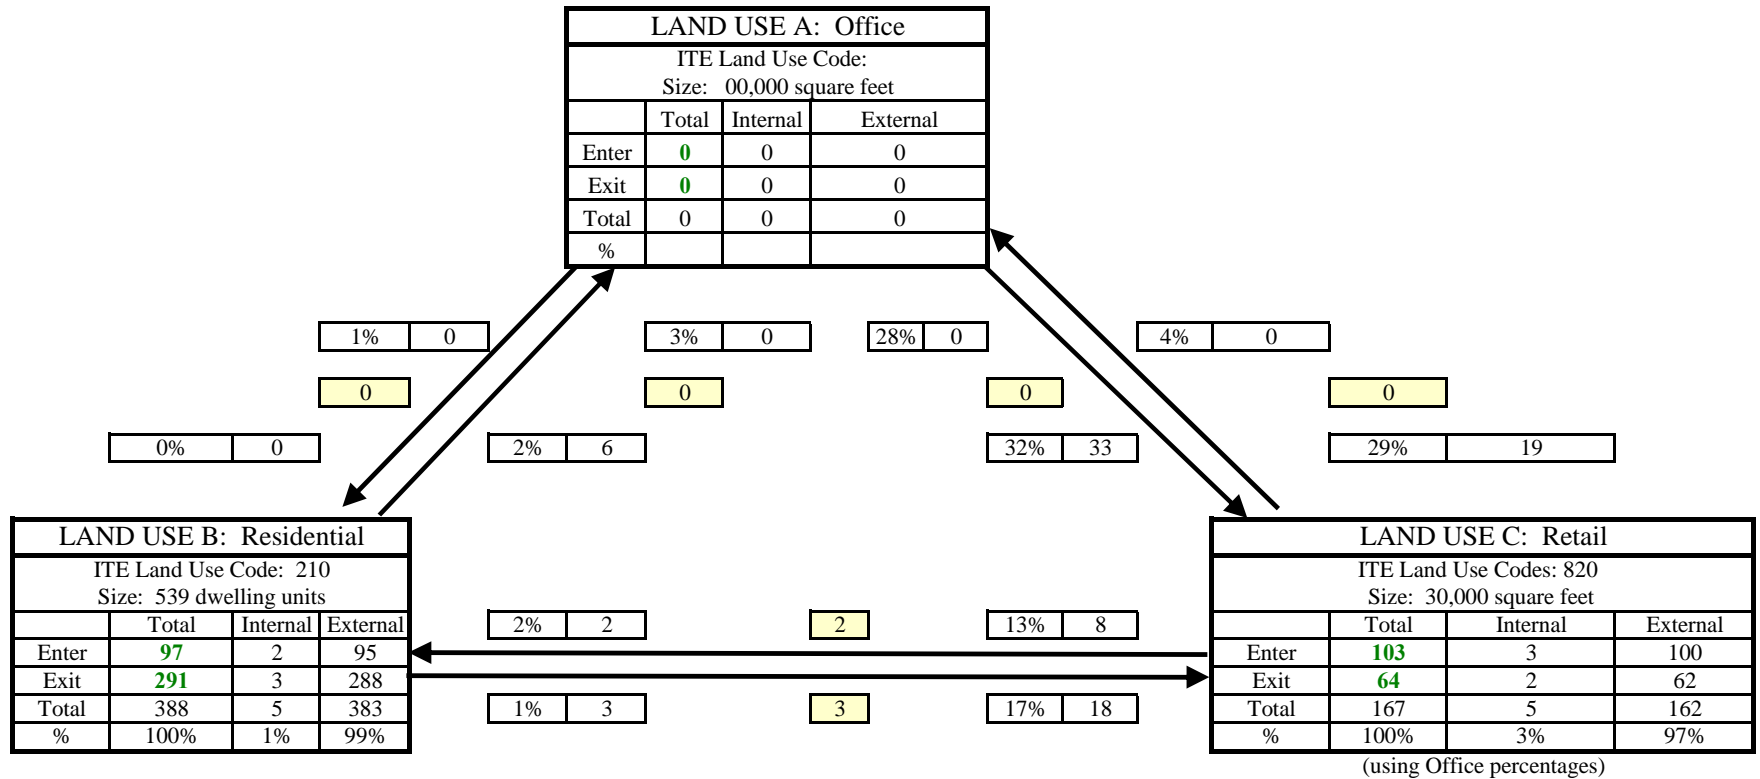 LAND USE A: Office
ITE Land Use Code:
Size: 00,000 square feet
Total Internal External
Enter 0 0 0
Exit 0 0 0
Total 0 0 0
%
1% 0 3% 0 28% 0 4% 0
0 0 0 0
0% 0 2% 6 32% 33 29% 19
LAND USE B: Residential
ITE Land Use Code: 210
Size: 539 dwelling units
Total Internal External
Enter 97 2 95
Exit 291 3 288
Total 388 5 383
% 100% 1% 99%
2% 2 2 13% 8
1% 3 3 17% 18
LAND USE C: Retail
ITE Land Use Codes: 820
Size: 30,000 square feet
Total Internal External
Enter 103 3 100
Exit 64 2 62
Total 167 5 162
% 100% 3% 97%
(using Office percentages)